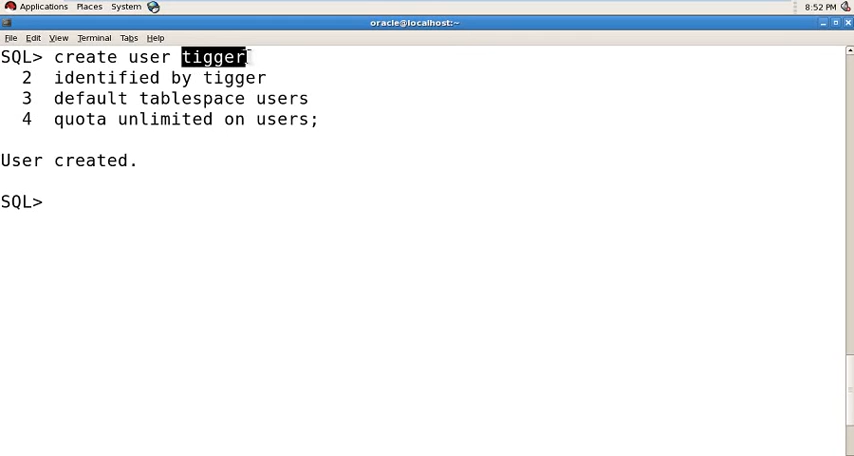 Applications Places System 8:52 PM
oracle@localhost:~
File Edit View Terminal Tabs Help
SQL> create user tigger
2 identified by tigger
3 default tablespace users
4 quota unlimited on users;
User created.
SQL>